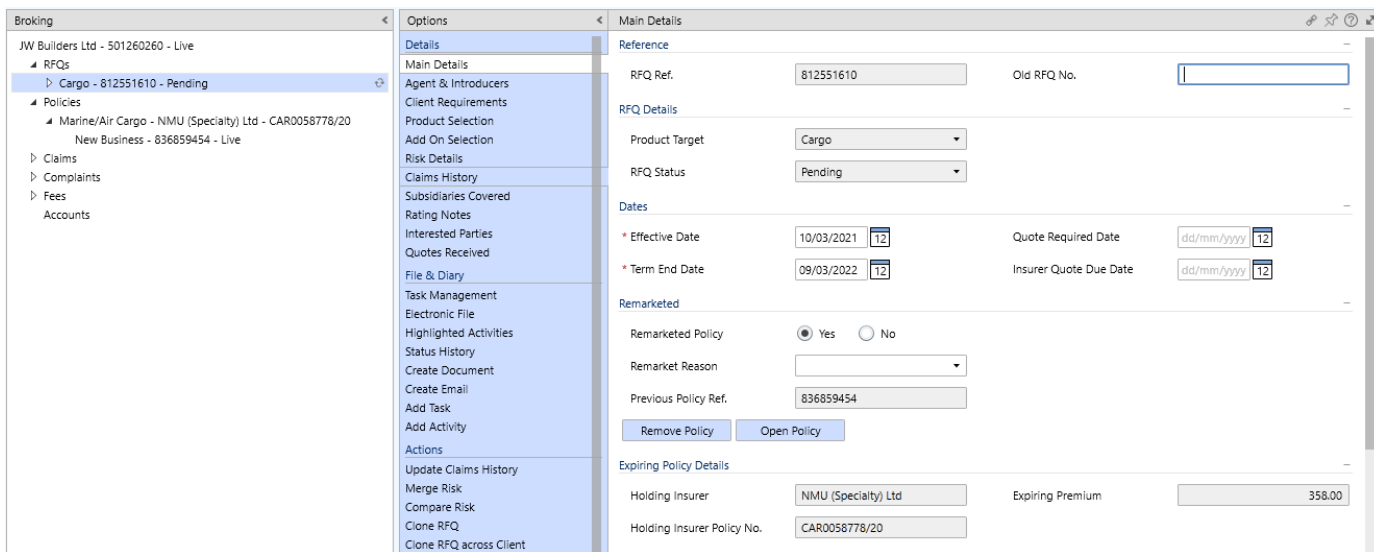 Broking
JW Builders Ltd - 501260260 - Live
RFQs
Cargo - 812551610 - Pending
Policies
Marine/Air Cargo - NMU (Specialty) Ltd - CAR0058778/20
New Business - 836859454 - Live
Claims
Complaints
Fees
Accounts
Options
Details
Main Details
Agent & Introducers
Client Requirements
Product Selection
Add On Selection
Risk Details
Claims History
Subsidiaries Covered
Rating Notes
Interested Parties
Quotes Received
File & Diary
Task Management
Electronic File
Highlighted Activities
Status History
Create Document
Create Email
Add Task
Add Activity
Actions
Update Claims History
Merge Risk
Compare Risk
Clone RFQ
Clone RFQ across Client
Main Details
Reference
RFQ Ref. 812551610 Old RFQ No.
RFQ Details
Product Target Cargo
RFQ Status Pending
Dates
* Effective Date 10/03/2021 12 Quote Required Date dd/mm/yyyy 12
* Term End Date 09/03/2022 12 Insurer Quote Due Date dd/mm/yyyy 12
Remarketed
Remarketed Policy Yes No
Remarket Reason
Previous Policy Ref. 836859454
Remove Policy Open Policy
Expiring Policy Details
Holding Insurer NMU (Specialty) Ltd Expiring Premium 358.00
Holding Insurer Policy No. CAR0058778/20